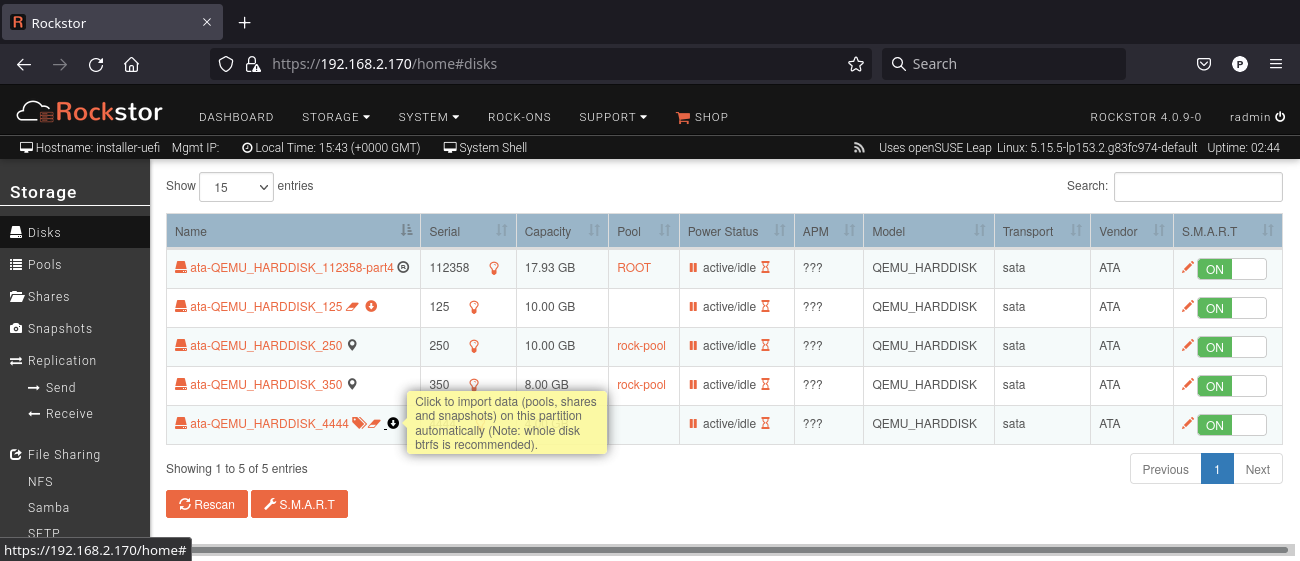 Rockstor
https://192.168.2.170/home#disks
Search
P
Rockstor
DASHBOARD STORAGE SYSTEM ROCK-ONS SUPPORT SHOP ROCKSTOR 4.0.9-0 radmin
Hostname: installer-uefi Mgmt IP: Local Time: 15:43 (+0000 GMT) System Shell Uses openSUSE Leap Linux: 5.15.5-lp153.2.g83fc974-default Uptime: 02:44
Storage
Disks
Pools
Shares
Snapshots
Replication
Send
Receive
File Sharing
NFS
Samba
SFTP
Show 15 entries Search:
Name Serial Capacity Pool Power Status APM Model Transport Vendor S.M.A.R.T
ata-QEMU_HARDDISK_112358-part4 R 112358 17.93 GB ROOT active/idle ??? QEMU_HARDDISK sata ATA ON
ata-QEMU_HARDDISK_125 125 10.00 GB active/idle ??? QEMU_HARDDISK sata ATA ON
ata-QEMU_HARDDISK_250 250 10.00 GB rock-pool active/idle ??? QEMU_HARDDISK sata ATA ON
ata-QEMU_HARDDISK_350 350 8.00 GB rock-pool active/idle ??? QEMU_HARDDISK sata ATA ON
ata-QEMU_HARDDISK_4444 active/idle ??? QEMU_HARDDISK sata ATA ON
Click to import data (pools, shares
and snapshots) on this partition
automatically (Note: whole disk
btrfs is recommended).
Showing 1 to 5 of 5 entries Previous 1 Next
Rescan S.M.A.R.T
https://192.168.2.170/home#